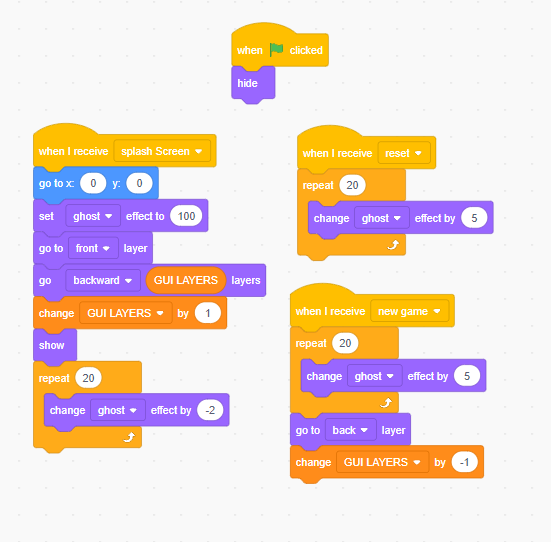 when clicked
hide
when I receive splash Screen
go to x: 0 y: 0
set ghost effect to 100
go to front layer
go backward GUI LAYERS layers
change GUI LAYERS by 1
show
repeat 20
change ghost effect by -2
when I receive reset
repeat 20
change ghost effect by 5
when I receive new game
repeat 20
change ghost effect by 5
go to back layer
change GUI LAYERS by -1